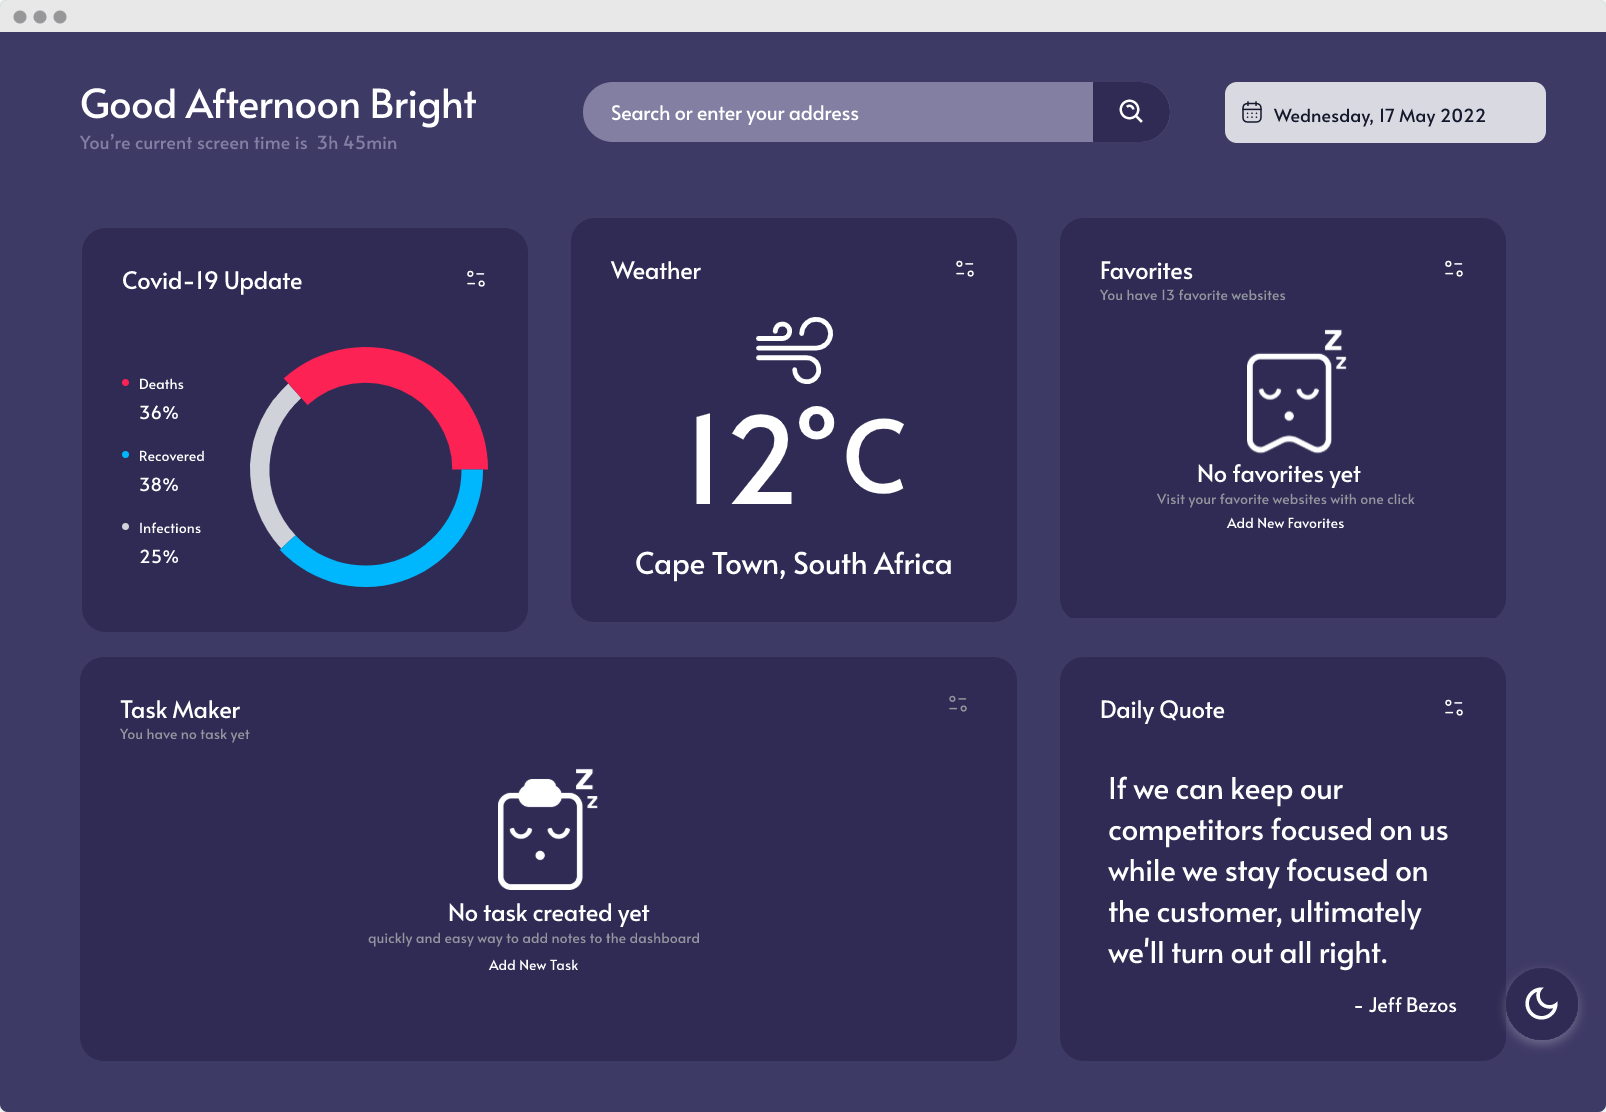 Good Afternoon Bright
You're current screen time is 3h 45min
Search or enter your address
Wednesday, 17 May 2022
Covid-19 Update
Deaths
36%
Recovered
38%
Infections
25%
Weather
12°C
Cape Town, South Africa
Favorites
You have 13 favorite websites
z
z
No favorites yet
Visit your favorite websites with one click
Add New Favorites
Task Maker
You have no task yet
z
z
No task created yet
quickly and easy way to add notes to the dashboard
Add New Task
Daily Quote
If we can keep our
competitors focused on us
while we stay focused on
the customer, ultimately
we'll turn out all right.
- Jeff Bezos